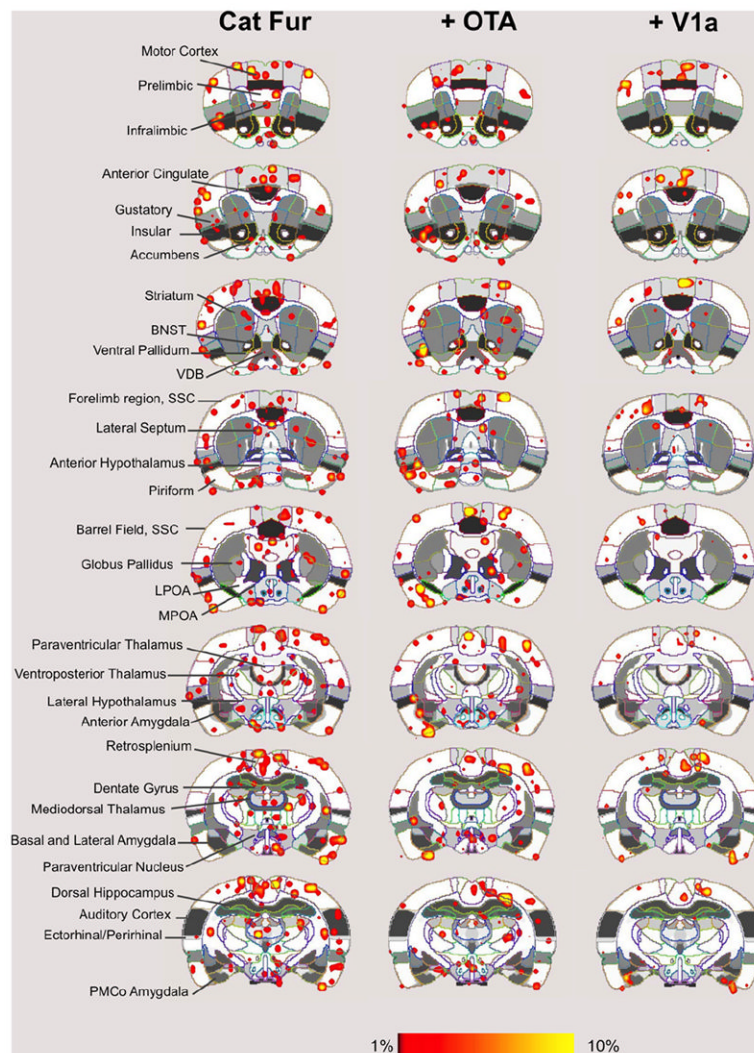 Cat Fur + OTA + V1a
Motor Cortex
Prelimbic
Infralimbic
Anterior Cingulate
Gustatory
Insular
Accumbens
Striatum
BNST
Ventral Pallidum
VDB
Forelimb region, SSC
Lateral Septum
Anterior Hypothalamus
Piriform
Barrel Field, SSC
Globus Pallidus
LPOA
MPOA
Paraventricular Thalamus
Ventroposterior Thalamus
Lateral Hypothalamus
Anterior Amygdala
Retrosplenium
Dentate Gyrus
Mediodorsal Thalamus
Basal and Lateral Amygdala
Paraventricular Nucleus
Dorsal Hippocampus
Auditory Cortex
Ectorhinal/Perirhinal
PMCo Amygdala
1% 10%